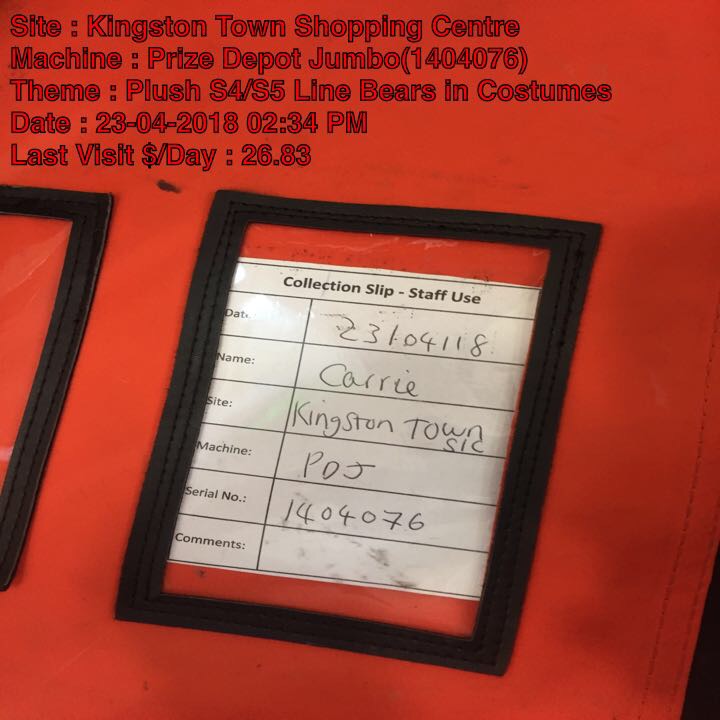 Site : Kingston Town Shopping Centre
Machine : Prize Depot Jumbo(1404076)
Theme : Plush S4/S5 Line Bears in Costumes
Date : 23-04-2018 02:34 PM
Last Visit $/Day : 26.83
Collection Slip - Staff Use
Date: 23/04/18
Name: Carrie
Site: Kingston Town
S/C
Machine: PDJ
Serial No.: 1404076
Comments: